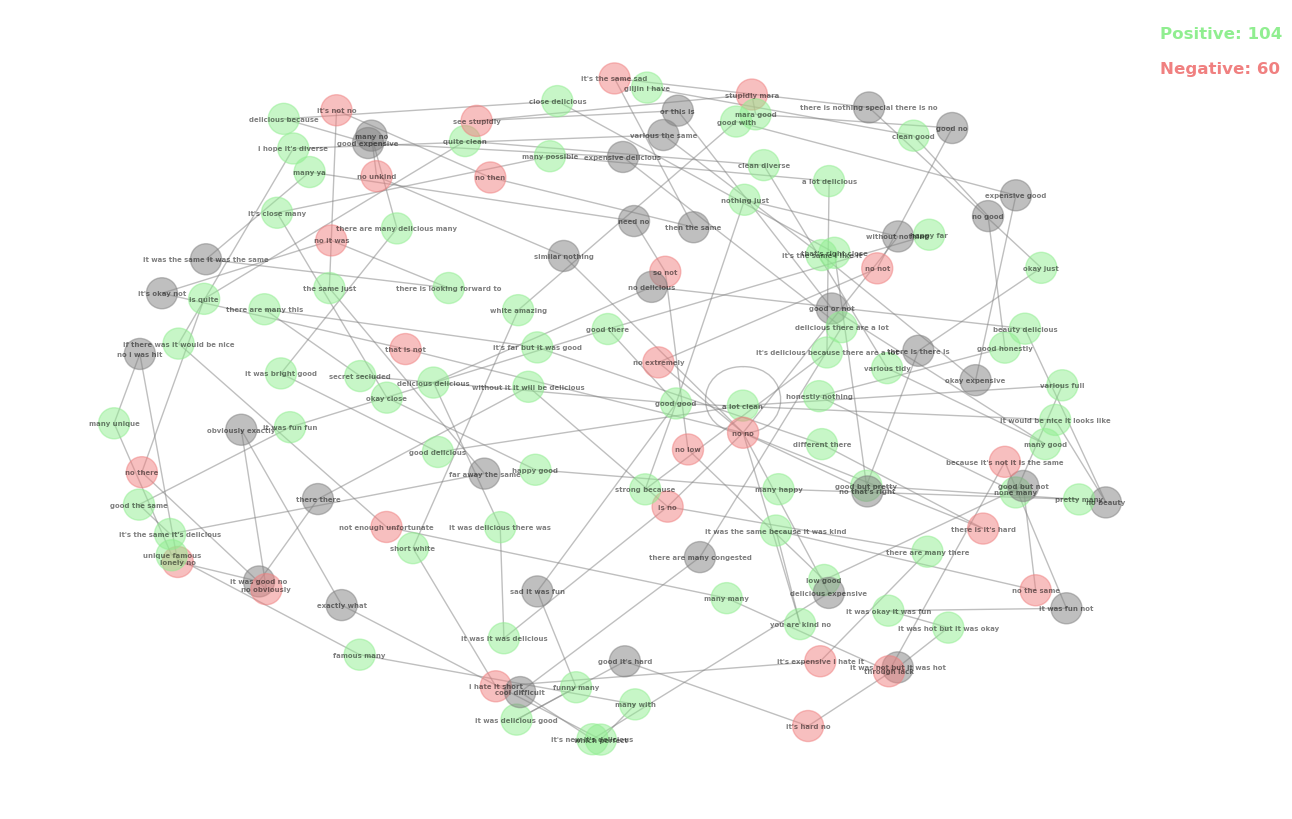 Positive: 104
Negative: 60
it's the same sad
giljin i have
stupidly mara
close delicious
there is nothing special there is no
or this is
mara good
it's not no
delicious because
see stupidly
good with
good no
various the same
clean good
many no
good expensive
quite clean
i hope it's diverse
many possible
expensive delicious
clean diverse
many ya
no unkind
no then
a lot delicious
expensive good
nothing just
it's close many
no good
need no
there are many delicious many
then the same
without nothing
happy far
no it was
that's right close
similar nothing
it was the same it was the same
okay just
no not
so not
the same just
there is looking forward to
no delicious
it's okay not
is quite
there are many this
white amazing
good or not
delicious there are a lot
good there
beauty delicious
if there was it would be nice
it's far but it was good
that is not
good honestly
no i was hit
it's delicious because there are a lot
there is there is
no extremely
various tidy
it was bright good
secret secluded
okay expensive
delicious delicious
without it it will be delicious
various full
okay close
honestly nothing
good good
a lot clean
it would be nice it looks like
many unique
obviously exactly
it was fun fun
no no
different there
many good
good delicious
no low
because it's not it is the same
no there
far away the same
happy good
good but pretty
good but not
strong because
many happy
no that's right
none many
there there
pretty many
no beauty
good the same
is no
not enough unfortunate
it was delicious there was
there is it's hard
it's the same it's delicious
it was the same because it was kind
short white
unique famous
there are many there
there are many congested
lonely no
it was good no
low good
no obviously
sad it was fun
delicious expensive
no the same
many many
exactly what
it was okay it was fun
it was fun not
you are kind no
it was hot but it was okay
it was it was delicious
famous many
good it's hard
it's expensive i hate it
it was not but it was hot
through lack
i hate it short
funny many
cool difficult
many with
it was delicious good
it's hard no
which perfect